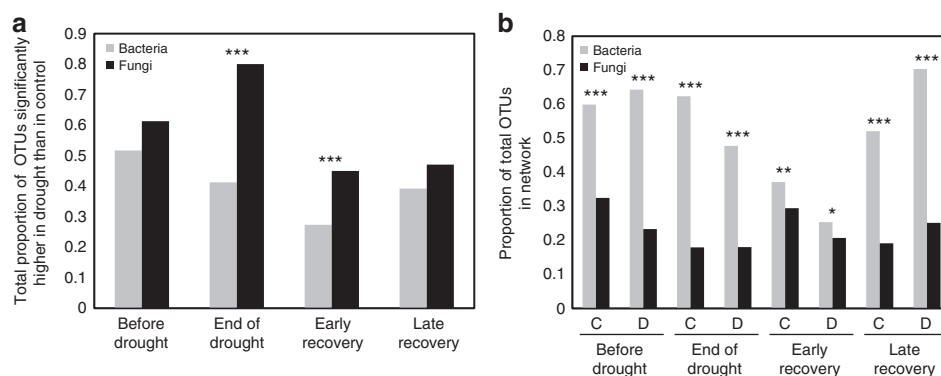 a
Total proportion of OTUs significantly
higher in drought than in control
0.9
0.8
0.7
0.6
0.5
0.4
0.3
0.2
0.1
0
Bacteria
Fungi
***
***
Before
drought
End of
drought
Early
recovery
Late
recovery
b
Proportion of total OTUs
in network
0.8
0.7
0.6
0.5
0.4
0.3
0.2
0.1
0
Bacteria
Fungi
***
***
***
***
**
*
***
***
C D C D C D C D
Before
drought
End of
drought
Early
recovery
Late
recovery